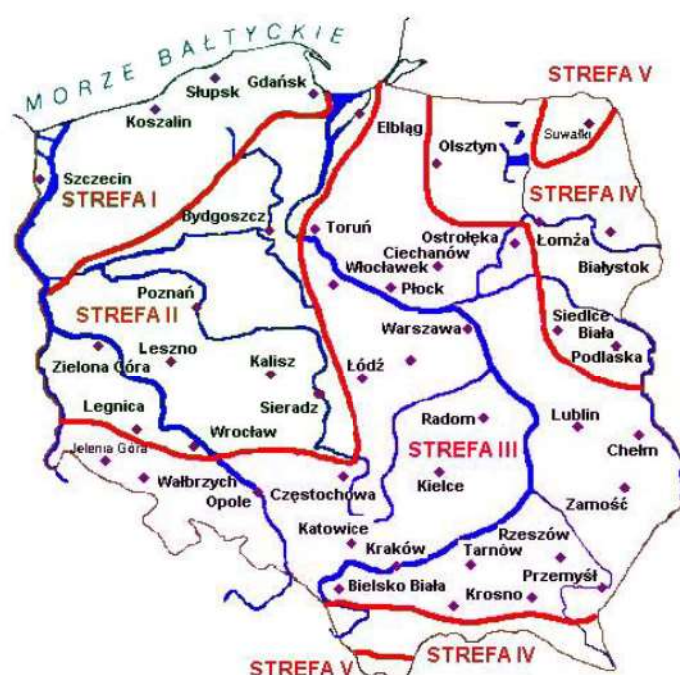 MORZE BAŁTYCKIE
STREFA V
Słupsk
Gdańsk
Koszalin
Elbląg
Suwałki
Olsztyn
Szczecin
STREFA I
STREFA IV
Bydgoszcz
Toruń
Ostrołęka
Łomża
Ciechanów
Włocławek
Białystok
Poznań
Płock
STREFA II
Siedlce
Warszawa
Biała
Podlaska
Leszno
Zielona Góra
Kalisz
Łódź
Sieradz
Legnica
Radom
Lublin
Wrocław
STREFA III
Chełm
Jelenia Góra
Wałbrzych
Opole
Częstochowa
Kielce
Zamość
Katowice
Rzeszów
Kraków
Tarnów
Przemyśl
Bielsko Biała
Krosno
STREFA V
STREFA IV